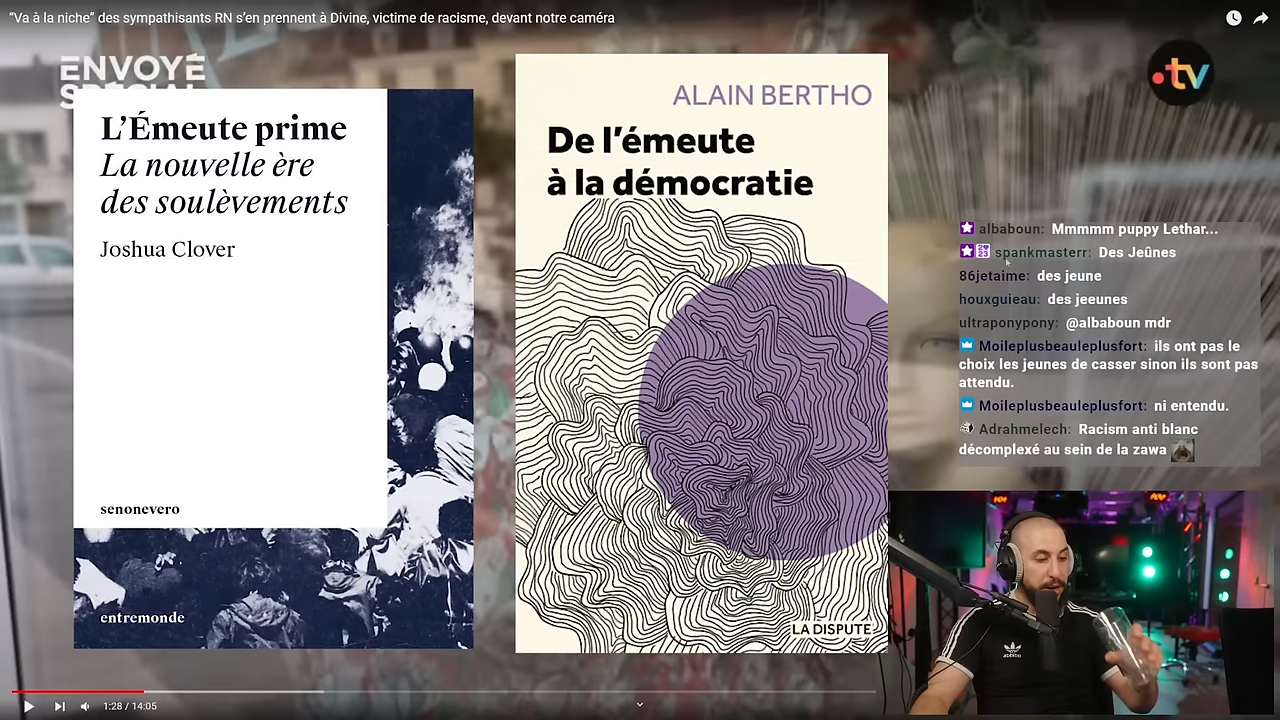 “Va à la niche” des sympathisants RN s’en prennent à Divine, victime de racisme, devant notre caméra
ENVOYÉ
SPÉCIAL
•tv
L’Émeute prime
La nouvelle ère
des soulèvements
Joshua Clover
senonevero
entremonde
ALAIN BERTHO
De l’émeute
à la démocratie
LA DISPUTE
albaboun: Mmmmm puppy Lethar...
spankmasterr: Des Jeûnes
86jetaime: des jeune
houxguieau: des jeeunes
ultraponypony: @albaboun mdr
Moileplusbeauleplusfort: ils ont pas le
choix les jeunes de casser sinon ils sont pas
attendu.
Moileplusbeauleplusfort: ni entendu.
Adrahmelech: Racism anti blanc
décomplexé au sein de la zawa
1:28 / 14:05